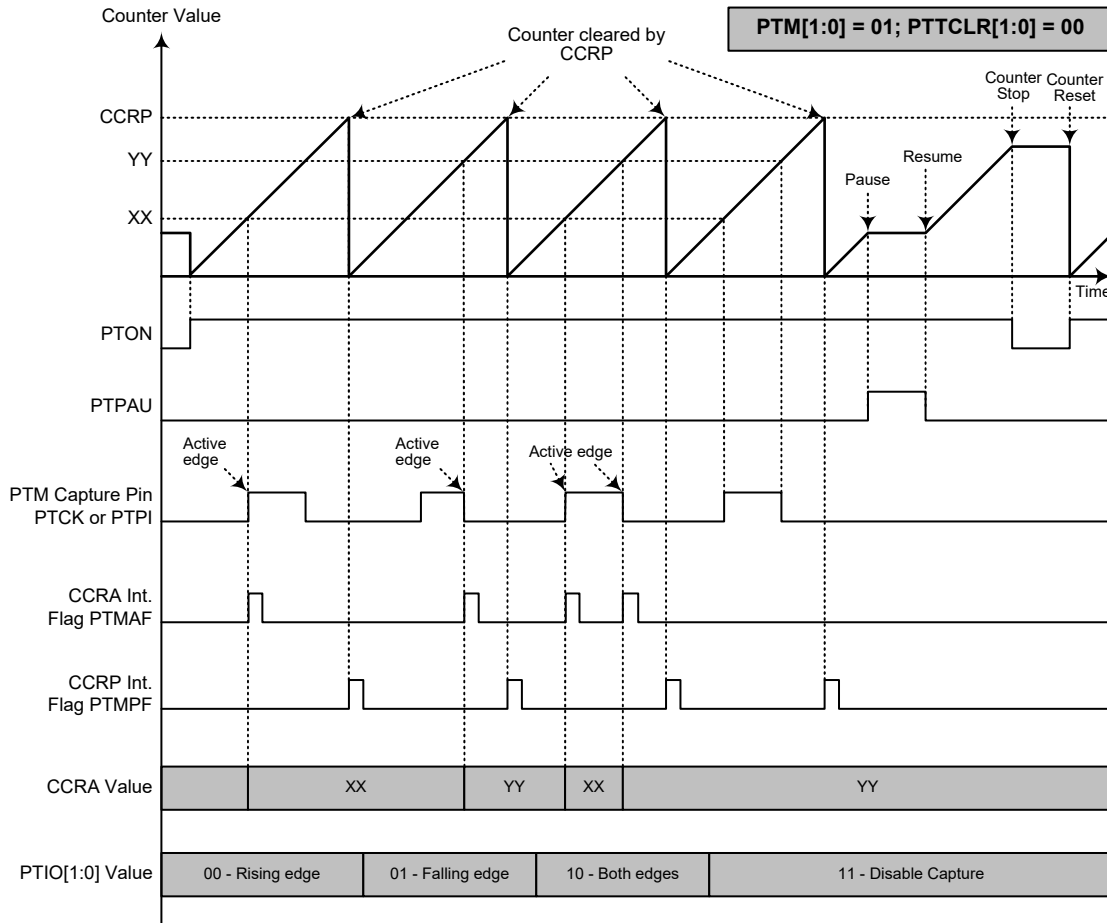 Counter Value
PTM[1:0] = 01; PTTCLR[1:0] = 00
Counter cleared by
CCRP
Counter
Stop
Counter
Reset
CCRP
YY
XX
Pause
Resume
Time
PTON
PTPAU
Active
edge
Active
edge
Active edge
PTM Capture Pin
PTCK or PTPI
CCRA Int.
Flag PTMAF
CCRP Int.
Flag PTMPF
CCRA Value
XX
YY
XX
YY
PTIO[1:0] Value
00 - Rising edge
01 - Falling edge
10 - Both edges
11 - Disable Capture